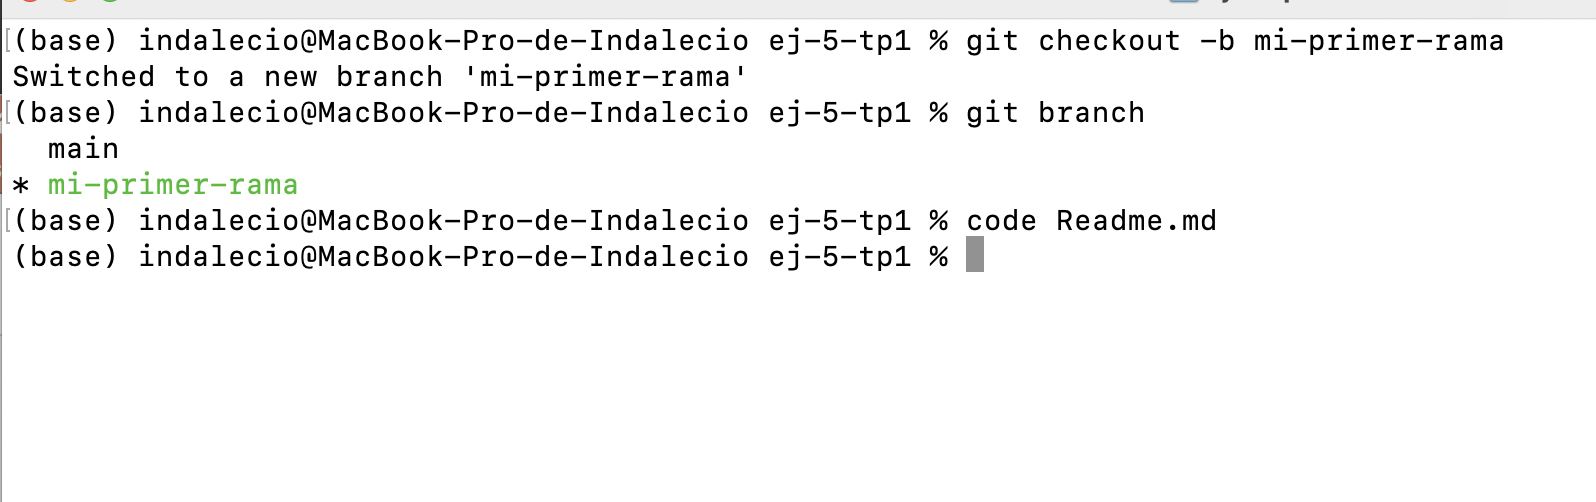 (base) indalecio@MacBook-Pro-de-Indalecio ej-5-tp1 % git checkout -b mi-primer-rama
Switched to a new branch 'mi-primer-rama'
(base) indalecio@MacBook-Pro-de-Indalecio ej-5-tp1 % git branch
  main
* mi-primer-rama
(base) indalecio@MacBook-Pro-de-Indalecio ej-5-tp1 % code Readme.md
(base) indalecio@MacBook-Pro-de-Indalecio ej-5-tp1 %